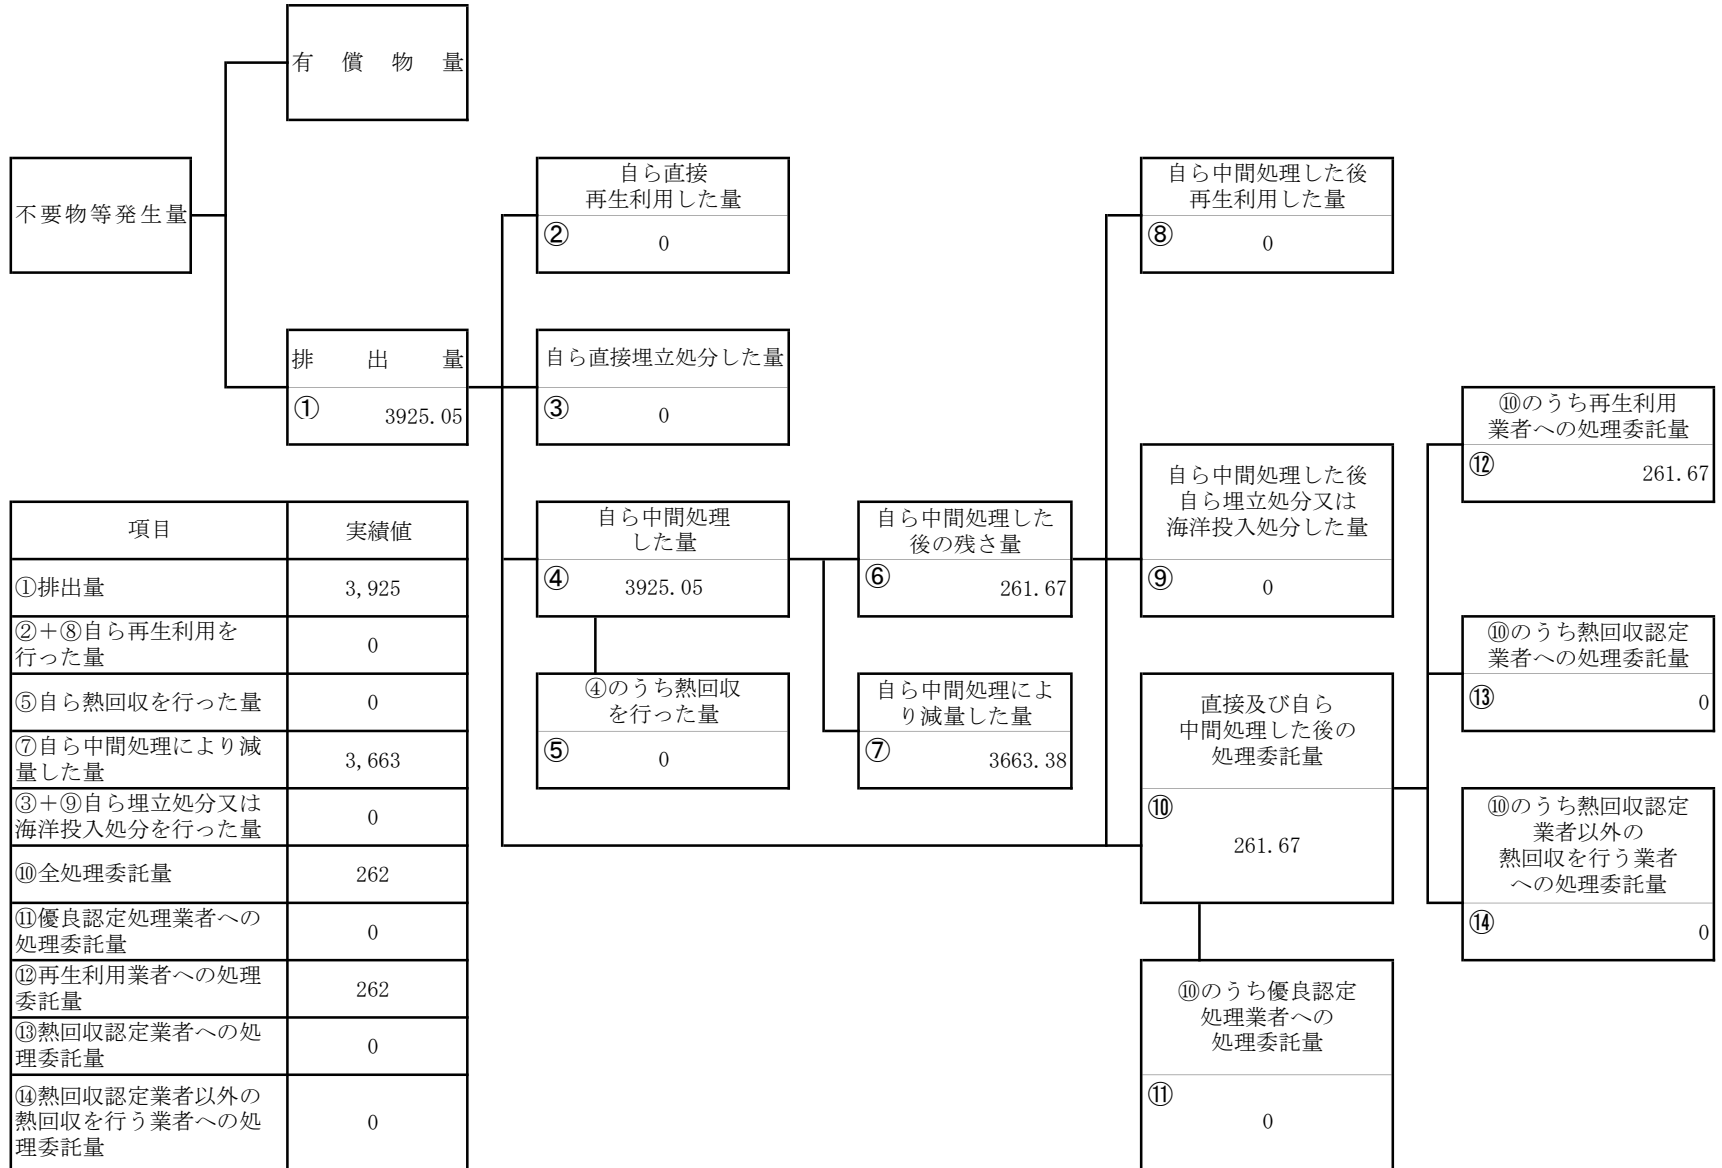 有償物量
不要物等発生量
自ら直接
再生利用した量
② 0
自ら中間処理した後
再生利用した量
⑧ 0
排出量
① 3925.05
自ら直接埋立処分した量
③ 0
⑩のうち再生利用
業者への処理委託量
⑫ 261.67
自ら中間処理
した量
④ 3925.05
自ら中間処理した
後の残さ量
⑥ 261.67
自ら中間処理した後
自ら埋立処分又は
海洋投入処分した量
⑨ 0
⑩のうち熱回収認定
業者への処理委託量
⑬ 0
④のうち熱回収
を行った量
⑤ 0
自ら中間処理によ
り減量した量
⑦ 3663.38
直接及び自ら
中間処理した後の
処理委託量
⑩ 261.67
⑩のうち熱回収認定
業者以外の
熱回収を行う業者
への処理委託量
⑭ 0
⑩のうち優良認定
処理業者への
処理委託量
⑪ 0
項目 実績値
①排出量 3,925
②＋⑧自ら再生利用を
行った量 0
⑤自ら熱回収を行った量 0
⑦自ら中間処理により減
量した量 3,663
③＋⑨自ら埋立処分又は
海洋投入処分を行った量 0
⑩全処理委託量 262
⑪優良認定処理業者への
処理委託量 0
⑫再生利用業者への処理
委託量 262
⑬熱回収認定業者への処
理委託量 0
⑭熱回収認定業者以外の
熱回収を行う業者への処
理委託量 0